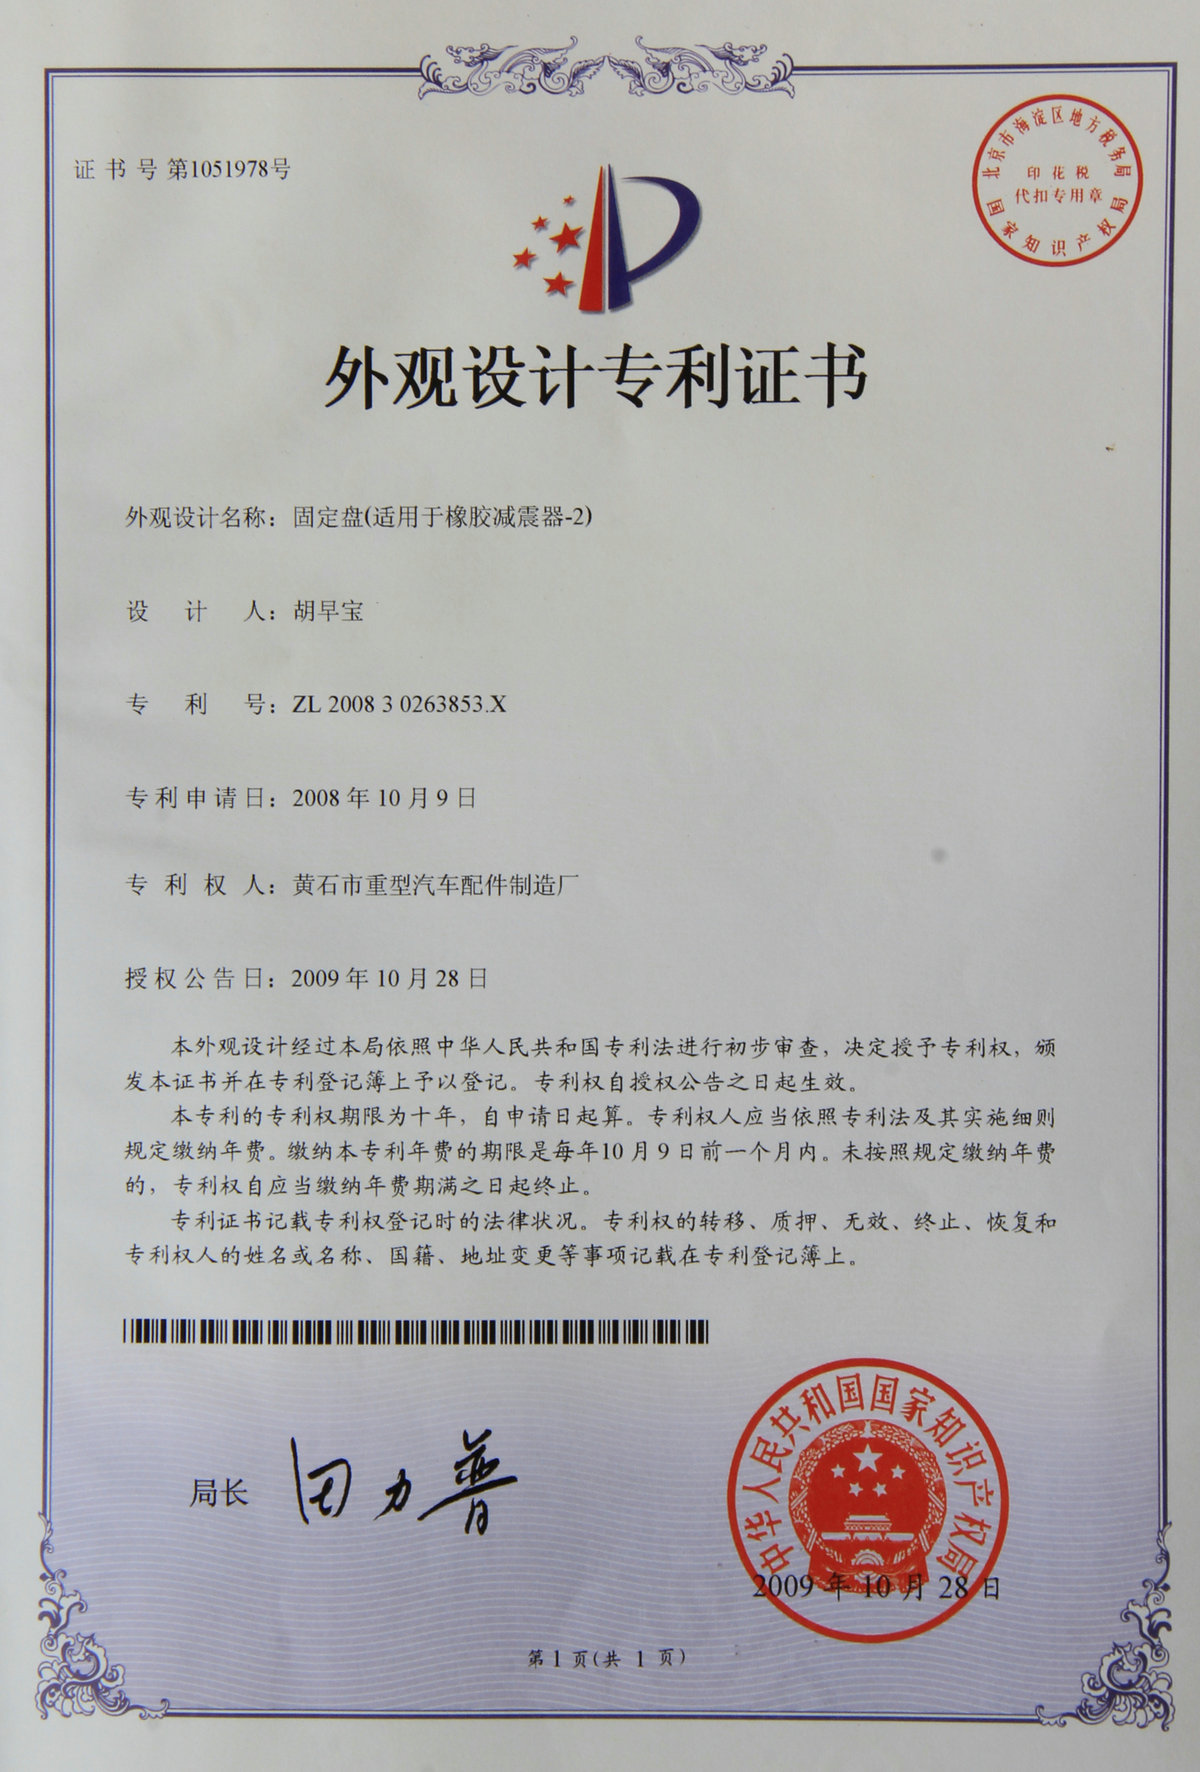 证书号第1051978号
北京市海淀区地方税务局
印花税
代扣专用章
国家知识产权局
外观设计专利证书
外观设计名称：固定盘(适用于橡胶减震器-2)
设计人：胡早宝
专利号：ZL 2008 3 0263853.X
专利申请日：2008年10月9日
专利权人：黄石市重型汽车配件制造厂
授权公告日：2009年10月28日
本外观设计经过本局依照中华人民共和国专利法进行初步审查，决定授予专利权，颁
发本证书并在专利登记簿上予以登记。专利权自授权公告之日起生效。
本专利的专利权期限为十年，自申请日起算。专利权人应当依照专利法及其实施细则
规定缴纳年费。缴纳本专利年费的期限是每年10月9日前一个月内。未按照规定缴纳年费
的，专利权自应当缴纳年费期满之日起终止。
专利证书记载专利权登记时的法律状况。专利权的转移、质押、无效、终止、恢复和
专利权人的姓名或名称、国籍、地址变更等事项记载在专利登记簿上。
局长 田力普
中华人民共和国国家知识产权局
2009年10月28日
第1页(共1页)